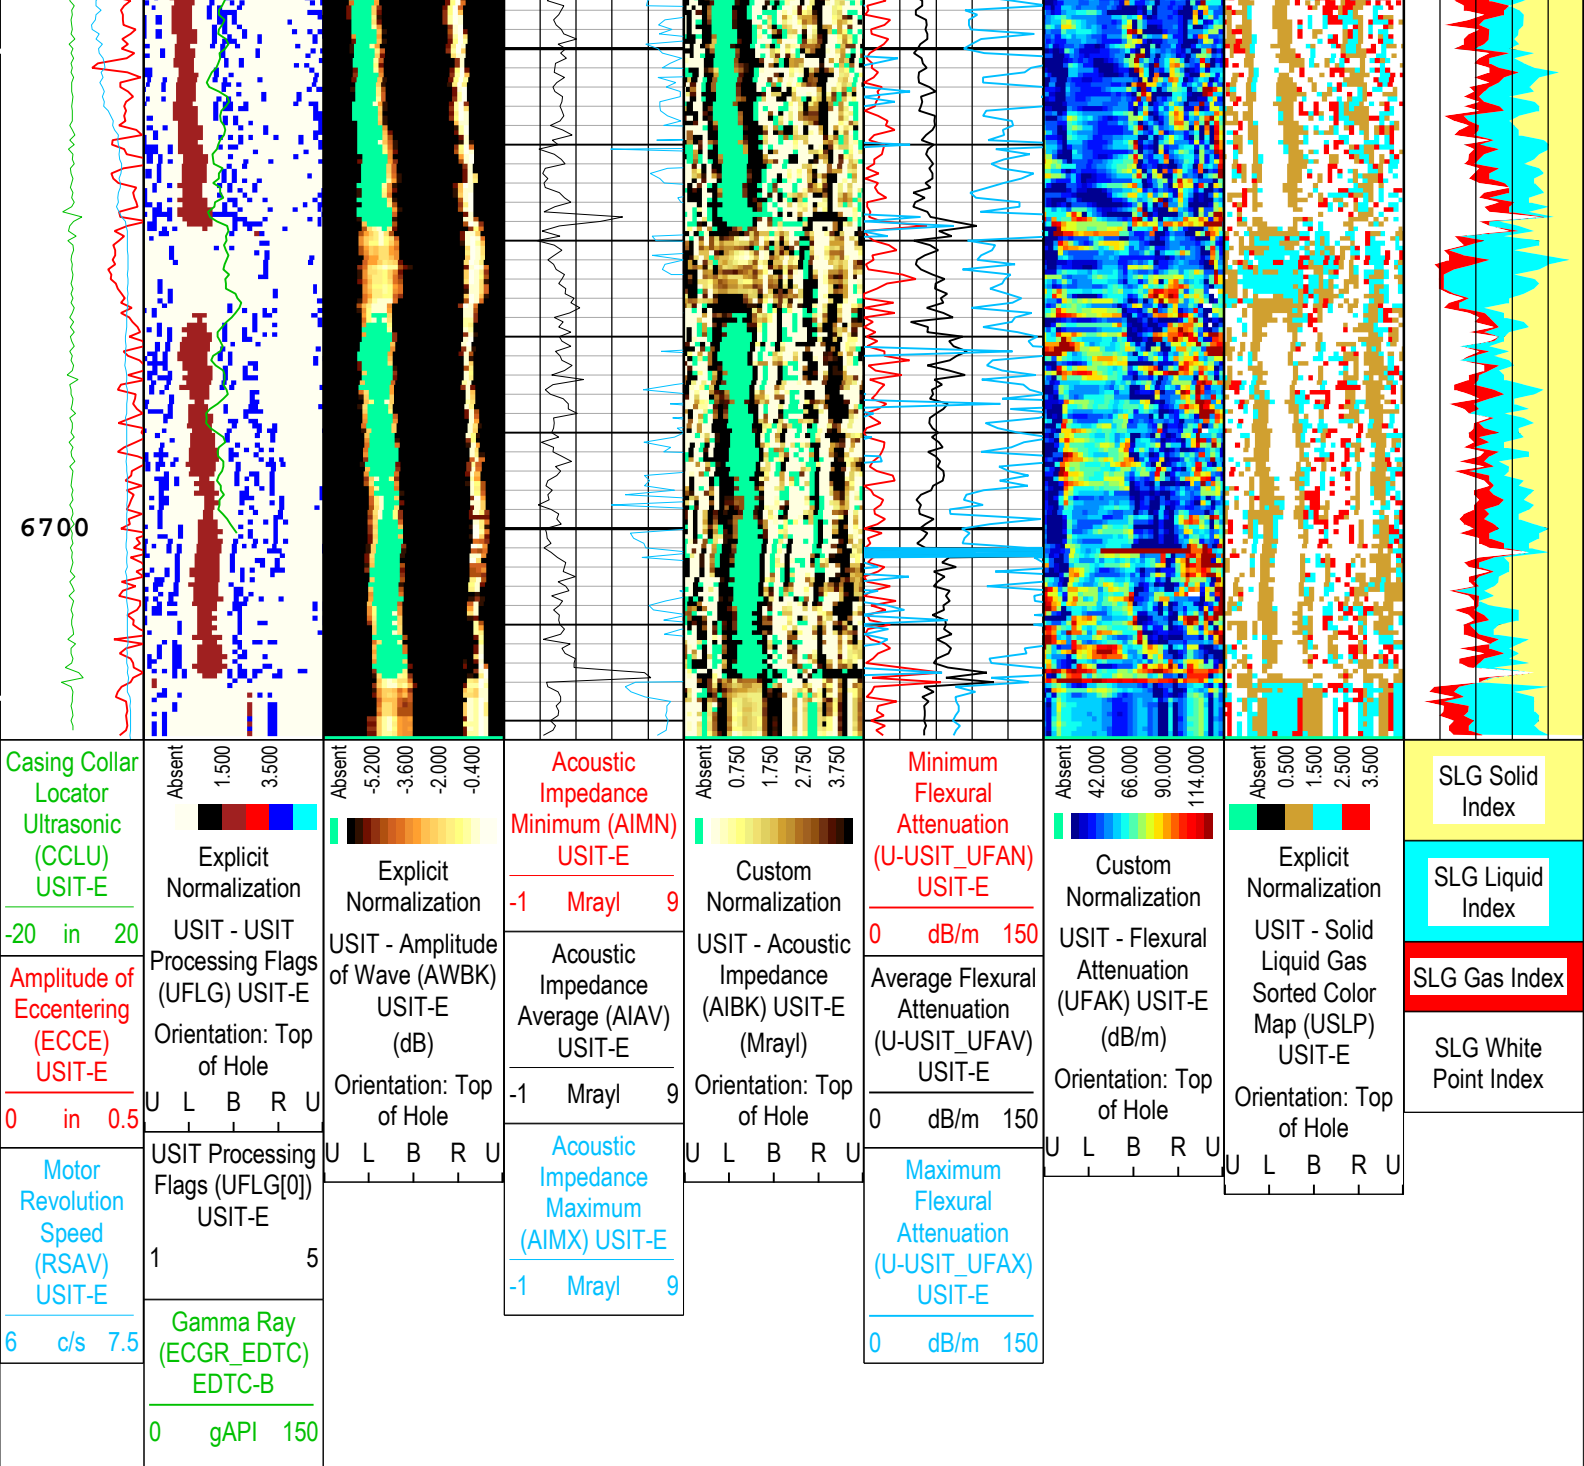 6700
Casing Collar
Locator
Ultrasonic
(CCLU)
USIT-E
-20 in 20
Amplitude of
Eccentering
(ECCE)
USIT-E
0 in 0.5
Motor
Revolution
Speed
(RSAV)
USIT-E
6 c/s 7.5
Absent 1.500 3.500
Explicit
Normalization
USIT - USIT
Processing Flags
(UFLG) USIT-E
Orientation: Top
of Hole
U L B R U
USIT Processing
Flags (UFLG[0])
USIT-E
1 5
Gamma Ray
(ECGR_EDTC)
EDTC-B
0 gAPI 150
Absent -5.200 -3.600 -2.000 -0.400
Explicit
Normalization
USIT - Amplitude
of Wave (AWBK)
USIT-E
(dB)
Orientation: Top
of Hole
U L B R U
Acoustic
Impedance
Minimum (AIMN)
USIT-E
-1 Mrayl 9
Acoustic
Impedance
Average (AIAV)
USIT-E
-1 Mrayl 9
Acoustic
Impedance
Maximum
(AIMX) USIT-E
-1 Mrayl 9
Absent 0.750 1.750 2.750 3.750
Custom
Normalization
USIT - Acoustic
Impedance
(AIBK) USIT-E
(Mrayl)
Orientation: Top
of Hole
U L B R U
Minimum
Flexural
Attenuation
(U-USIT_UFAN)
USIT-E
0 dB/m 150
Average Flexural
Attenuation
(U-USIT_UFAV)
USIT-E
0 dB/m 150
Maximum
Flexural
Attenuation
(U-USIT_UFAX)
USIT-E
0 dB/m 150
Absent 42.000 66.000 90.000 114.000
Custom
Normalization
USIT - Flexural
Attenuation
(UFAK) USIT-E
(dB/m)
Orientation: Top
of Hole
U L B R U
Absent 0.500 1.500 2.500 3.500
Explicit
Normalization
USIT - Solid
Liquid Gas
Sorted Color
Map (USLP)
USIT-E
Orientation: Top
of Hole
U L B R U
SLG Solid
Index
SLG Liquid
Index
SLG Gas Index
SLG White
Point Index